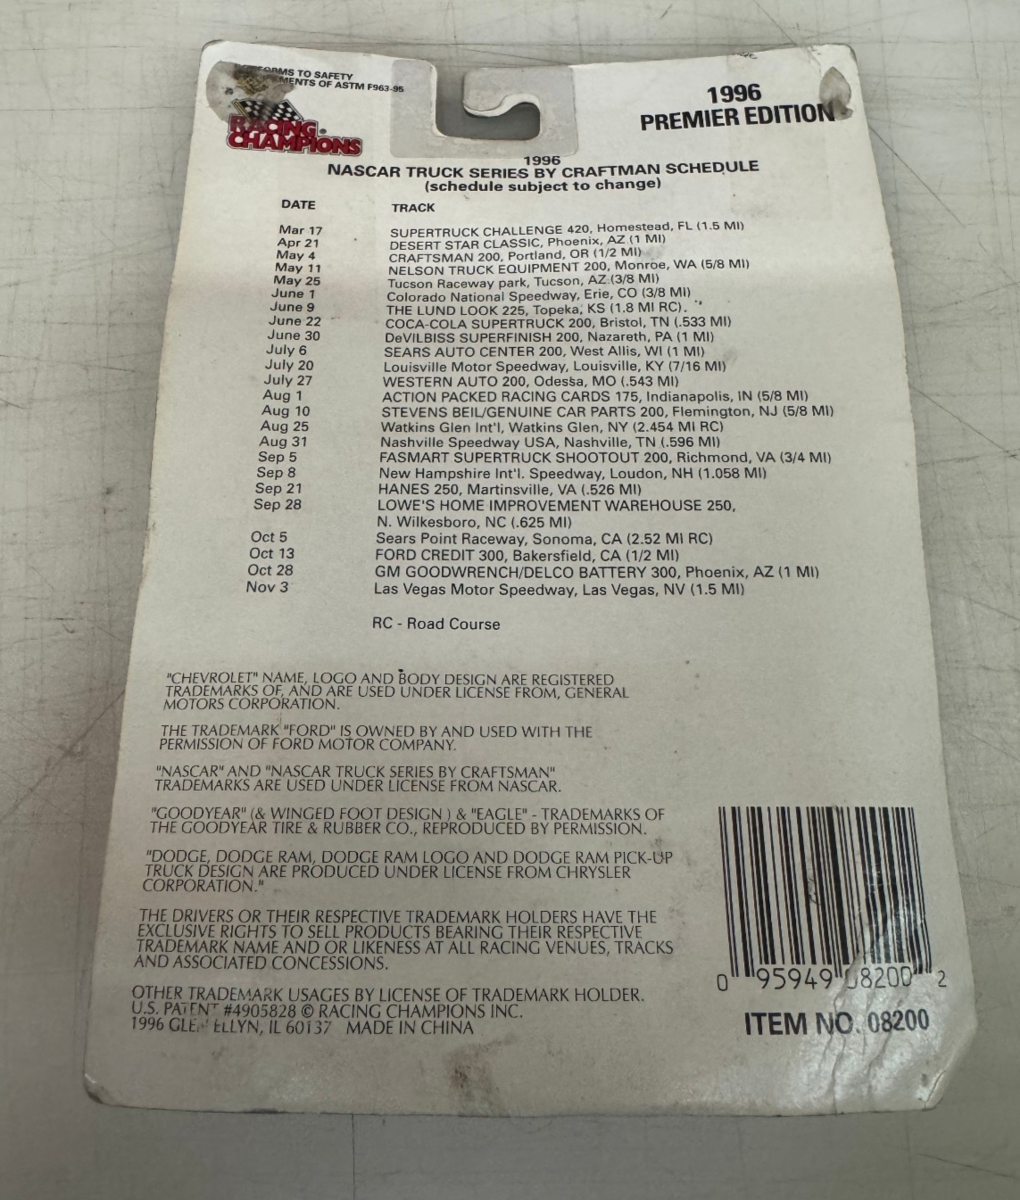 TO SAFETY
OF ASTM F963-95
RACING
CHAMPIONS
1996
PREMIER EDITION
1996
NASCAR TRUCK SERIES BY CRAFTMAN SCHEDULE
(schedule subject to change)
DATE TRACK
Mar 17 SUPERTRUCK CHALLENGE 420, Homestead, FL (1.5 MI)
Apr 21 DESERT STAR CLASSIC, Phoenix, AZ (1 MI)
May 4 CRAFTSMAN 200, Portland, OR (1/2 MI)
May 11 NELSON TRUCK EQUIPMENT 200, Monroe, WA (5/8 MI)
May 25 Tucson Raceway park, Tucson, AZ (3/8 MI)
June 1 Colorado National Speedway, Erie, CO (3/8 MI)
June 9 THE LUND LOOK 225, Topeka, KS (1.8 MI RC).
June 22 COCA-COLA SUPERTRUCK 200, Bristol, TN (.533 MI)
June 30 DeVILBISS SUPERFINISH 200, Nazareth, PA (1 MI)
July 6 SEARS AUTO CENTER 200, West Allis, WI (1 MI)
July 20 Louisville Motor Speedway, Louisville, KY (7/16 MI)
July 27 WESTERN AUTO 200, Odessa, MO (.543 MI)
Aug 1 ACTION PACKED RACING CARDS 175, Indianapolis, IN (5/8 MI)
Aug 10 STEVENS BEIL/GENUINE CAR PARTS 200, Flemington, NJ (5/8 MI)
Aug 25 Watkins Glen Int'l, Watkins Glen, NY (2.454 MI RC)
Aug 31 Nashville Speedway USA, Nashville, TN (.596 MI)
Sep 5 FASMART SUPERTRUCK SHOOTOUT 200, Richmond, VA (3/4 MI)
Sep 8 New Hampshire Int'l. Speedway, Loudon, NH (1.058 MI)
Sep 21 HANES 250, Martinsville, VA (.526 MI)
Sep 28 LOWE'S HOME IMPROVEMENT WAREHOUSE 250,
N. Wilkesboro, NC (.625 MI)
Oct 5 Sears Point Raceway, Sonoma, CA (2.52 MI RC)
Oct 13 FORD CREDIT 300, Bakersfield, CA (1/2 MI)
Oct 28 GM GOODWRENCH/DELCO BATTERY 300, Phoenix, AZ (1 MI)
Nov 3 Las Vegas Motor Speedway, Las Vegas, NV (1.5 MI)
RC - Road Course
"CHEVROLET" NAME, LOGO AND BODY DESIGN ARE REGISTERED
TRADEMARKS OF, AND ARE USED UNDER LICENSE FROM, GENERAL
MOTORS CORPORATION.
THE TRADEMARK "FORD" IS OWNED BY AND USED WITH THE
PERMISSION OF FORD MOTOR COMPANY.
"NASCAR" AND "NASCAR TRUCK SERIES BY CRAFTSMAN"
TRADEMARKS ARE USED UNDER LICENSE FROM NASCAR.
"GOODYEAR" (& WINGED FOOT DESIGN ) & "EAGLE" - TRADEMARKS OF
THE GOODYEAR TIRE & RUBBER CO., REPRODUCED BY PERMISSION.
"DODGE, DODGE RAM, DODGE RAM LOGO AND DODGE RAM PICK-UP
TRUCK DESIGN ARE PRODUCED UNDER LICENSE FROM CHRYSLER
CORPORATION."
THE DRIVERS OR THEIR RESPECTIVE TRADEMARK HOLDERS HAVE THE
EXCLUSIVE RIGHTS TO SELL PRODUCTS BEARING THEIR RESPECTIVE
TRADEMARK NAME AND OR LIKENESS AT ALL RACING VENUES, TRACKS
AND ASSOCIATED CONCESSIONS.
OTHER TRADEMARK USAGES BY LICENSE OF TRADEMARK HOLDER.
U.S. PATENT #4905828 © RACING CHAMPIONS INC.
1996 ELLYN, IL 60137 MADE IN CHINA
0 95949 08200 2
ITEM NO. 08200